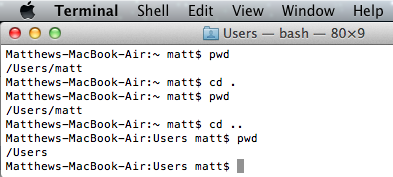 Terminal Shell Edit View Window Help
Users — bash — 80×9
Matthews-MacBook-Air:~ matt$ pwd
/Users/matt
Matthews-MacBook-Air:~ matt$ cd .
Matthews-MacBook-Air:~ matt$ pwd
/Users/matt
Matthews-MacBook-Air:~ matt$ cd ..
Matthews-MacBook-Air:Users matt$ pwd
/Users
Matthews-MacBook-Air:Users matt$